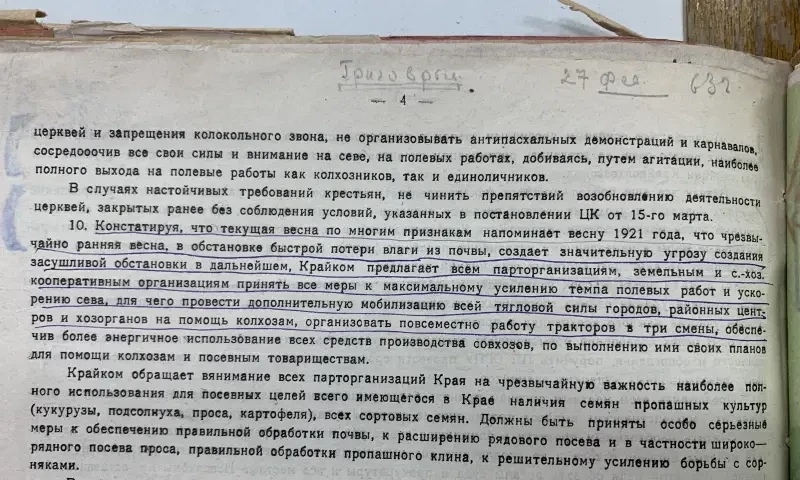 Григовры
27 Фев. 63г
— 4 —
церквей и запрещения колокольного звона, не организовывать антипасхальных демонстраций и карнавалов,
сосредооочив все свои силы и внимание на севе, на полевых работах, добиваясь, путем агитации, наиболее
полного выхода на полевые работы как колхозников, так и единоличников.
В случаях настойчивых требований крестьян, не чинить препятствий возобновлению деятельности
церквей, закрытых ранее без соблюдения условий, указанных в постановлении ЦК от 15-го марта.
10. Констатируя, что текущая весна по многим признакам напоминает весну 1921 года, что чрезвы-
чайно ранняя весна, в обстановке быстрой потери влаги из почвы, создает значительную угрозу создания
засушливой обстановки в дальнейшем, Крайком предлагает всем парторганизациям, земельным и с.-хоз.
кооперативным организациям принять все меры к максимальному усилению темпа полевых работ и уско-
рению сева, для чего провести дополнительную мобилизацию всей тягловой силы городов, районных цент-
ров и хозорганов на помощь колхозам, организовать повсеместно работу тракторов в три смены, обеспе-
чив более энергичное использование всех средств производства совхозов, по выполнению ими своих планов
для помощи колхозам и посевным товариществам.
Крайком обращает вянимание всех парторганизаций Края на чрезвычайную важность наиболее пол-
ного использования для посевных целей всего имеющегося в Крае наличия семян пропашных культур
(кукурузы, подсолнуха, проса, картофеля), всех сортовых семян. Должны быть приняты особо серьезные
меры к обеспечению правильной обработки почвы, к расширению рядового посева и в частности широко—
рядного посева проса, правильной обработки пропашного клина, к решительному усилению борьбы с сор-
няками.